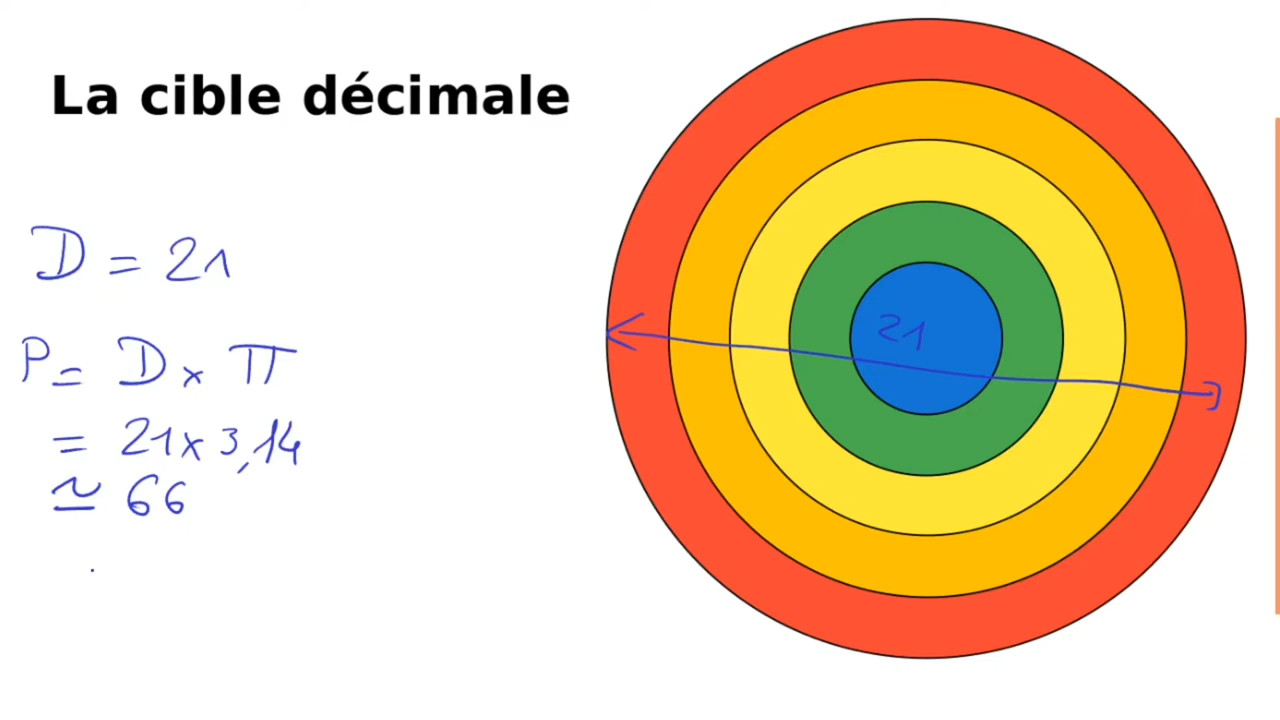 La cible décimale
D = 21
P = D x π
= 21 x 3,14
≃ 66
21